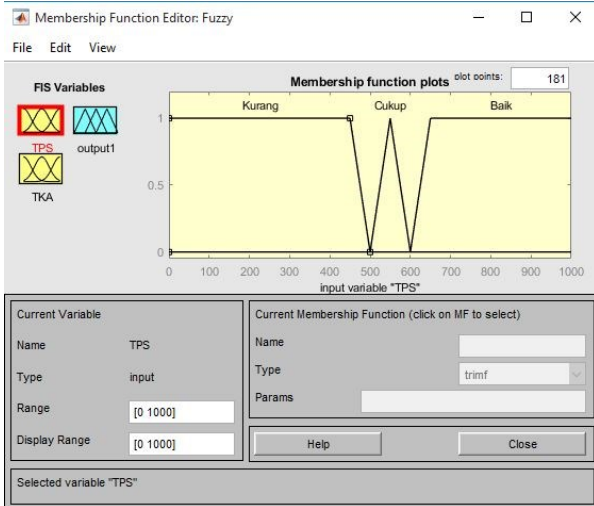 Membership Function Editor: Fuzzy
File Edit View
FIS Variables
TPS output1
TKA
Membership function plots plot points: 181
Kurang Cukup Baik
1
0.5
0
0 100 200 300 400 500 600 700 800 900 1000
input variable "TPS"
Current Variable
Name TPS
Type input
Range [0 1000]
Display Range [0 1000]
Current Membership Function (click on MF to select)
Name
Type trimf
Params
Help Close
Selected variable "TPS"